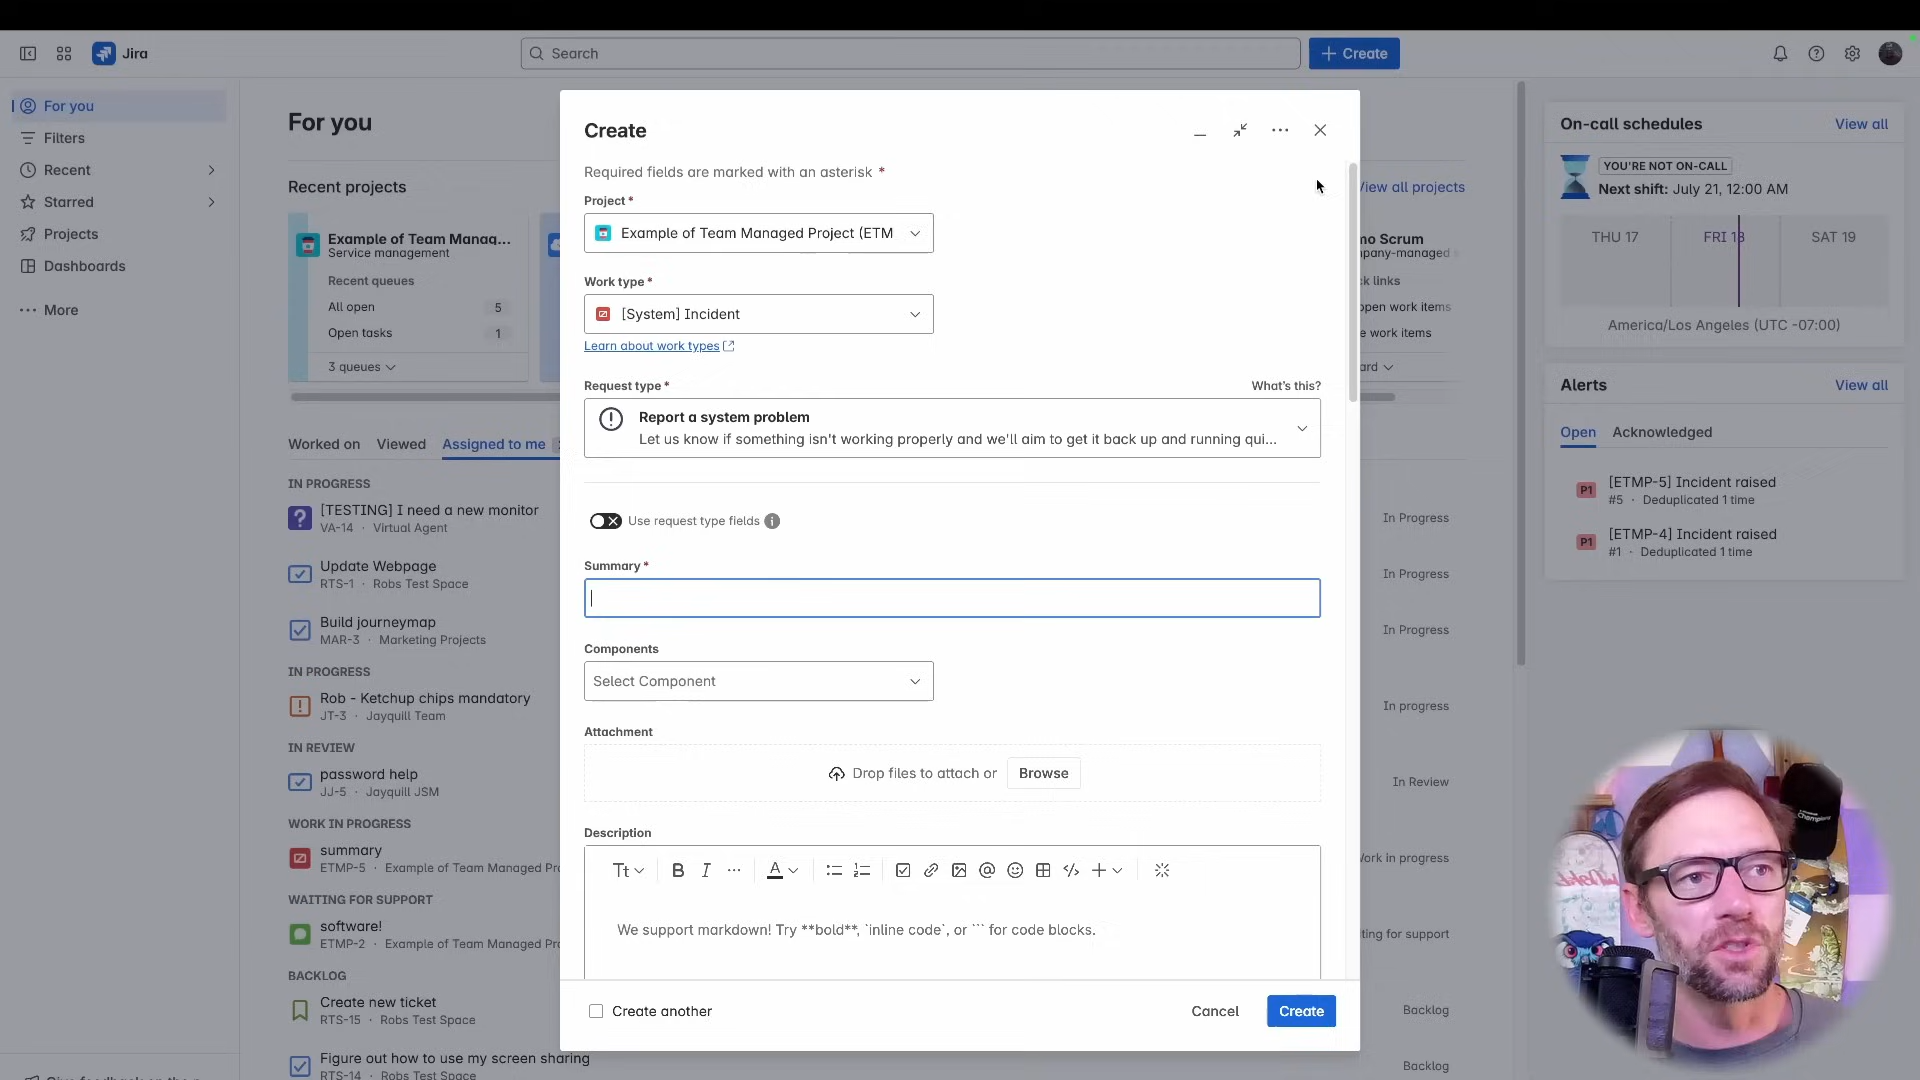 Jira
Search
Create
For you
Filters
Recent
Starred
Projects
Dashboards
More
For you
Recent projects
View all projects
Example of Team Manag...
Service management
Recent queues
All open 5
Open tasks 1
3 queues
Worked on
Viewed
Assigned to me
IN PROGRESS
[TESTING] I need a new monitor
VA-14 · Virtual Agent
In Progress
Update Webpage
RTS-1 · Robs Test Space
In Progress
Build journeymap
MAR-3 · Marketing Projects
In Progress
IN PROGRESS
Rob - Ketchup chips mandatory
JT-3 · Jayquill Team
In progress
IN REVIEW
password help
JJ-5 · Jayquill JSM
In Review
WORK IN PROGRESS
summary
ETMP-5 · Example of Team Managed Pro
Work in progress
WAITING FOR SUPPORT
software!
ETMP-2 · Example of Team Managed Pro
ting for support
BACKLOG
Create new ticket
RTS-15 · Robs Test Space
Backlog
Figure out how to use my screen sharing
RTS-14 · Robs Test Space
Backlog
mo Scrum
npany-managed
ck links
open work items
e work items
ard
Create
Required fields are marked with an asterisk *
Project *
Example of Team Managed Project (ETM
Work type *
[System] Incident
Learn about work types
Request type *
What's this?
Report a system problem
Let us know if something isn't working properly and we'll aim to get it back up and running qui...
Use request type fields
Summary *
Components
Select Component
Attachment
Drop files to attach or Browse
Description
Tt B I ... A
We support markdown! Try **bold**, `inline code`, or ``` for code blocks.
Create another
Cancel
Create
On-call schedules
View all
YOU'RE NOT ON-CALL
Next shift: July 21, 12:00 AM
THU 17
FRI 18
SAT 19
America/Los Angeles (UTC -07:00)
Alerts
View all
Open
Acknowledged
P1
[ETMP-5] Incident raised
#5 · Deduplicated 1 time
P1
[ETMP-4] Incident raised
#1 · Deduplicated 1 time